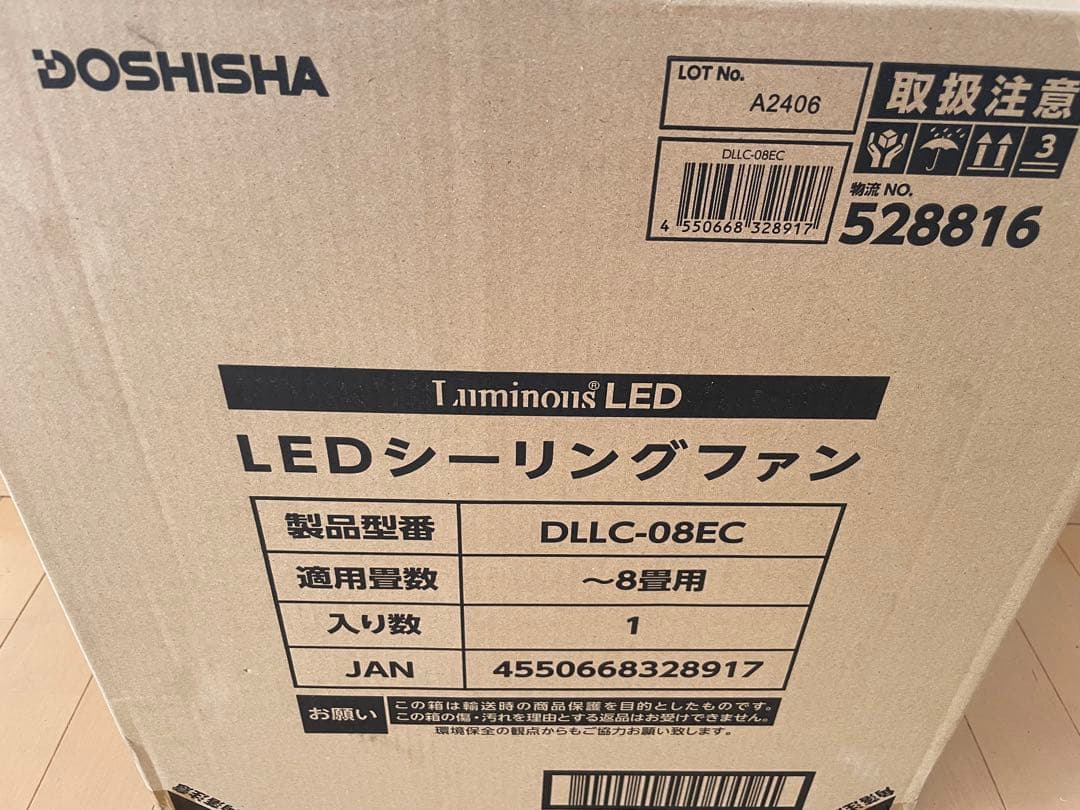 DOSHISHA
LOT No.
A2406
取扱注意
3
DLLC-08EC
4 550668 328917
物流 NO.
528816
Luminous® LED
LEDシーリングファン
製品型番 DLLC-08EC
適用畳数 ～8畳用
入り数 1
JAN 4550668328917
お願い
この箱は輸送時の商品保護を目的としたものです。
この箱の傷・汚れを理由とする返品はお受けできません。
環境保全の観点からもご協力お願い致します。